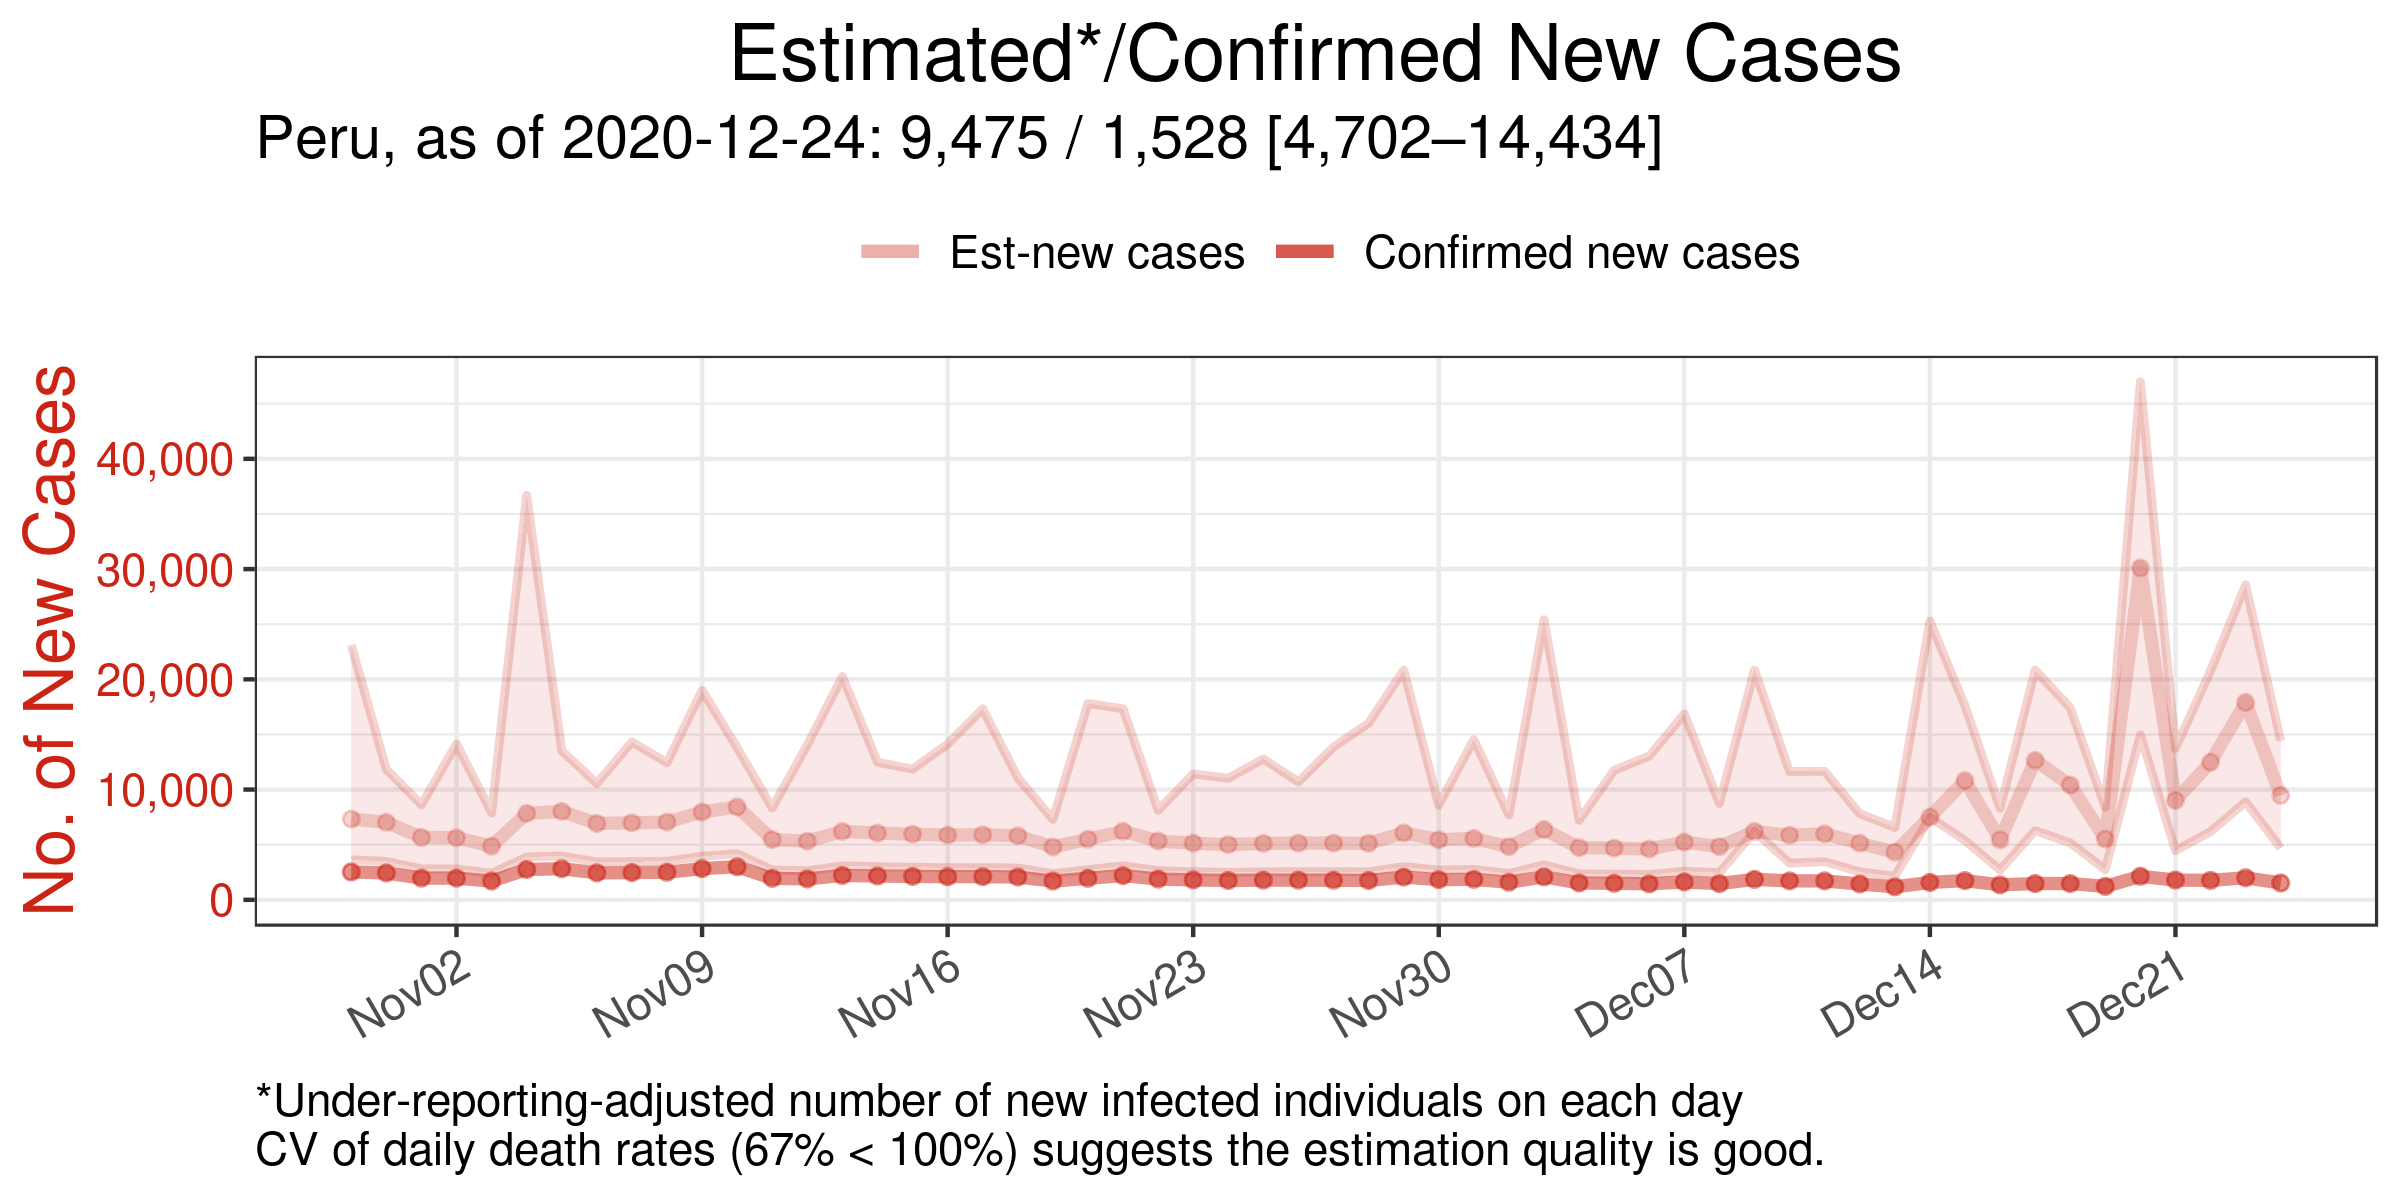 Estimated*/Confirmed New Cases
Peru, as of 2020-12-24: 9,475 / 1,528 [4,702–14,434]
Est-new cases Confirmed new cases
No. of New Cases
40,000
30,000
20,000
10,000
0
Nov02 Nov09 Nov16 Nov23 Nov30 Dec07 Dec14 Dec21
*Under-reporting-adjusted number of new infected individuals on each day
CV of daily death rates (67% < 100%) suggests the estimation quality is good.